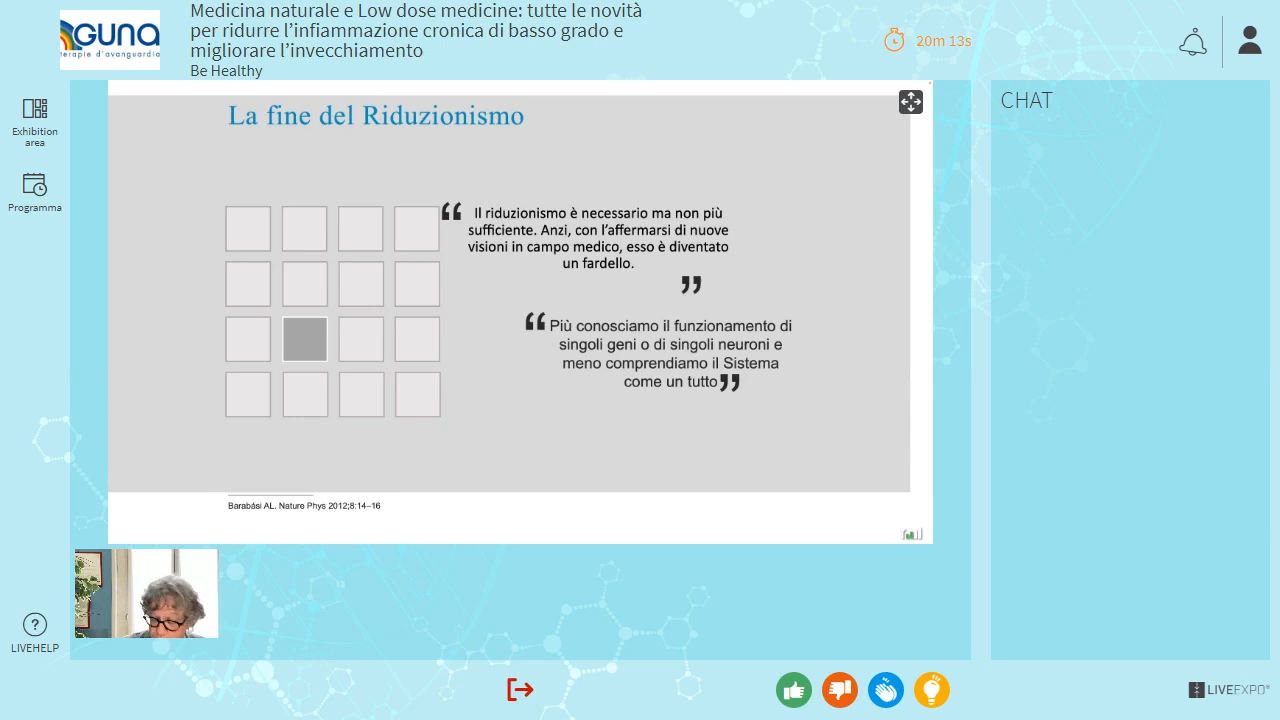 GUNA
terapie d'avanguardia
Medicina naturale e Low dose medicine: tutte le novità
per ridurre l'infiammazione cronica di basso grado e
migliorare l'invecchiamento
Be Healthy
20m 13s
Exhibition
area
Programma
LIVEHELP
La fine del Riduzionismo
“ Il riduzionismo è necessario ma non più
sufficiente. Anzi, con l'affermarsi di nuove
visioni in campo medico, esso è diventato
un fardello.
”
“ Più conosciamo il funzionamento di
singoli geni o di singoli neuroni e
meno comprendiamo il Sistema
come un tutto ”
Barabási AL. Nature Phys 2012;8:14–16
CHAT
LIVEEXPO®